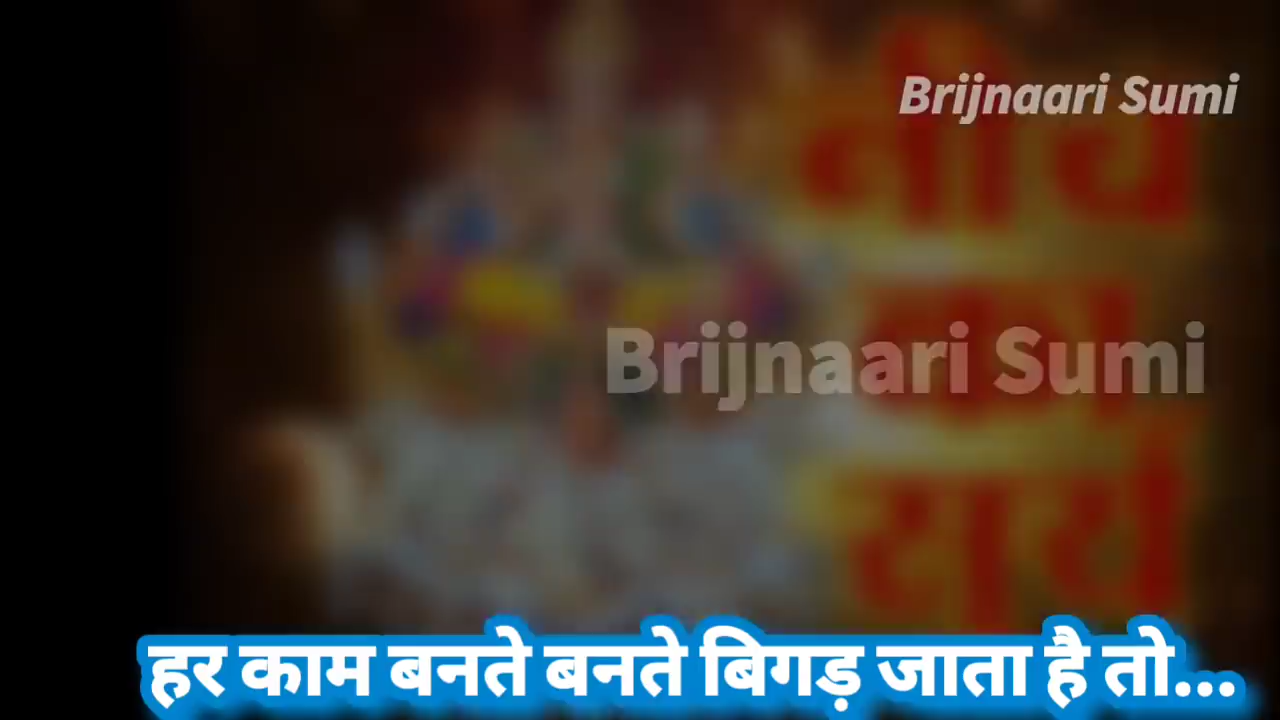 Brijnaari Sumi
नीच
का
सूर्य
Brijnaari Sumi
हर काम बनते बनते बिगड़ जाता है तो...